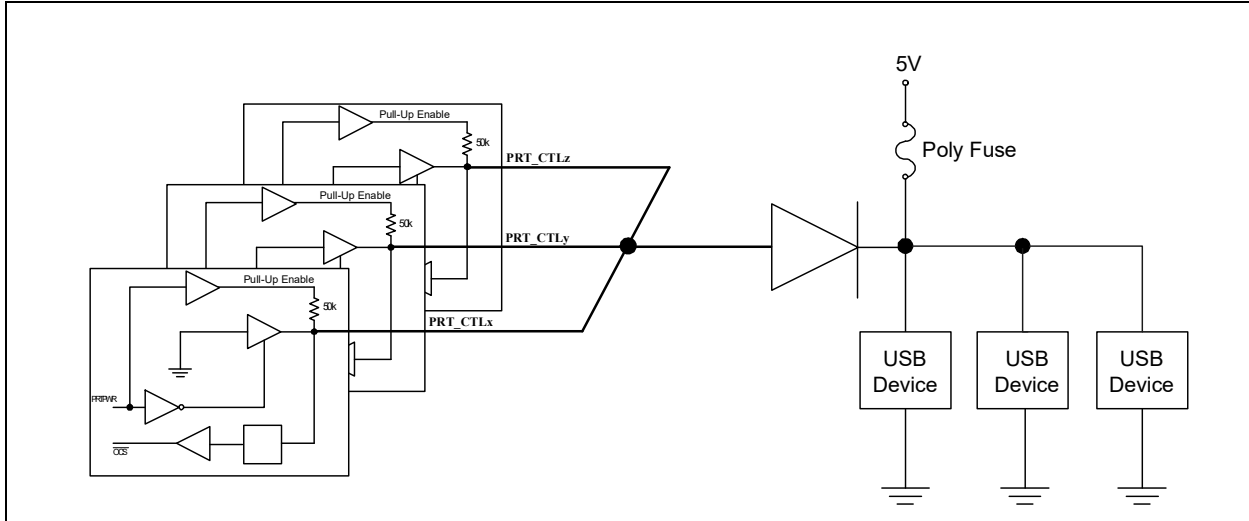 5V
Poly Fuse
Pull-Up Enable
50k
PRT_CTLz
Pull-Up Enable
50k
PRT_CTLy
Pull-Up Enable
50k
PRT_CTLx
PRTPWR
OCS
USB
Device
USB
Device
USB
Device